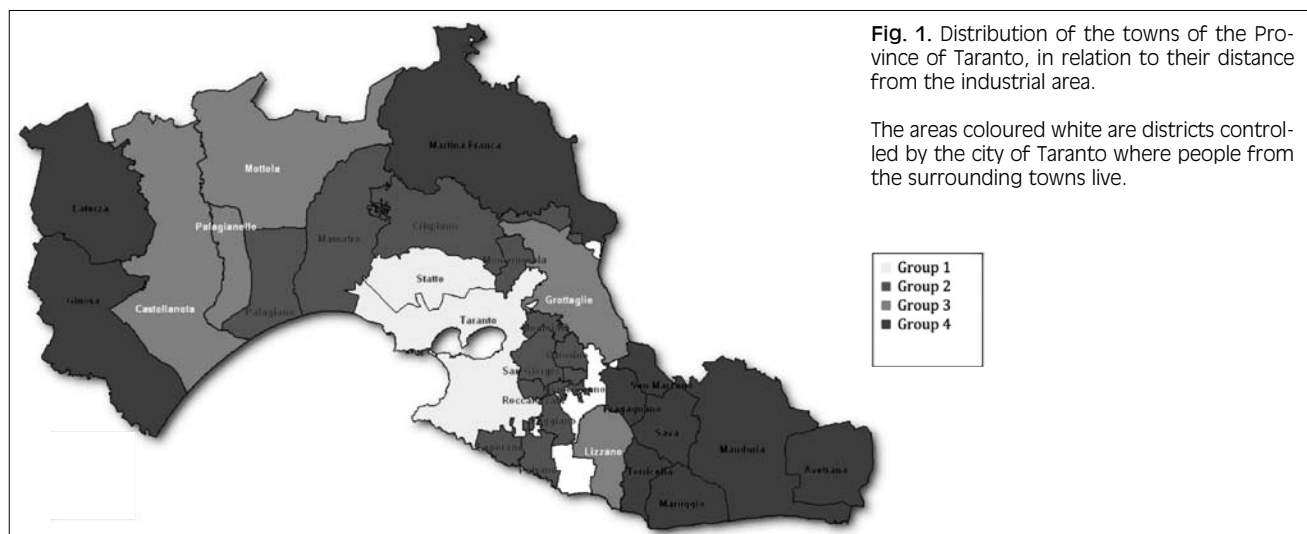 Fig. 1. Distribution of the towns of the Pro-
vince of Taranto, in relation to their distance
from the industrial area.
The areas coloured white are districts control-
led by the city of Taranto where people from
the surrounding towns live.
Group 1
Group 2
Group 3
Group 4
Martina Franca
Mottola
Laterza
Palagianello
Massafra
Crispiano
Statte
Grottaglie
Ginosa
Castellaneta
Palagiano
Taranto
San Giorgio
San Marzano
Fragagnano
Sava
Manduria
Lizzano
Avetrana
Torricella
Maruggio